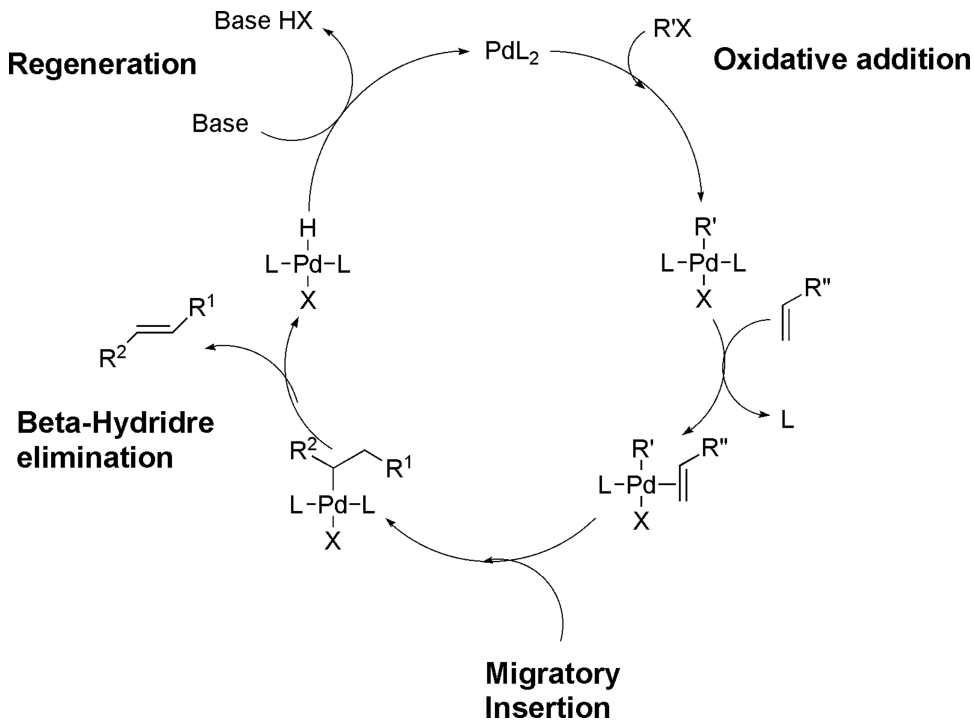 Base HX
PdL2
R'X
Regeneration
Oxidative addition
Base
H
L-Pd-L
X
R'
L-Pd-L
X
R"
R1
R2
L
Beta-Hydridre
elimination
R2
R1
L-Pd-L
X
R'
R"
L-Pd
X
Migratory
Insertion